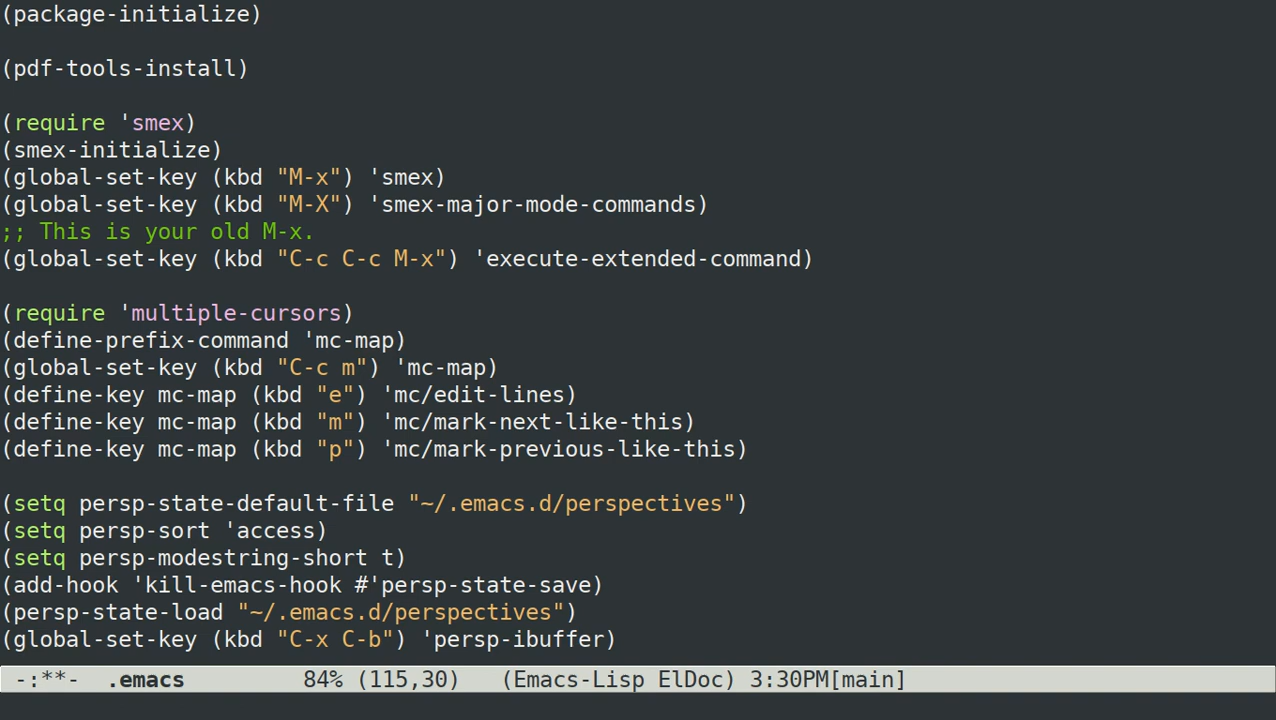 (package-initialize)
(pdf-tools-install)
(require 'smex)
(smex-initialize)
(global-set-key (kbd "M-x") 'smex)
(global-set-key (kbd "M-X") 'smex-major-mode-commands)
;; This is your old M-x.
(global-set-key (kbd "C-c C-c M-x") 'execute-extended-command)
(require 'multiple-cursors)
(define-prefix-command 'mc-map)
(global-set-key (kbd "C-c m") 'mc-map)
(define-key mc-map (kbd "e") 'mc/edit-lines)
(define-key mc-map (kbd "m") 'mc/mark-next-like-this)
(define-key mc-map (kbd "p") 'mc/mark-previous-like-this)
(setq persp-state-default-file "~/.emacs.d/perspectives")
(setq persp-sort 'access)
(setq persp-modestring-short t)
(add-hook 'kill-emacs-hook #'persp-state-save)
(persp-state-load "~/.emacs.d/perspectives")
(global-set-key (kbd "C-x C-b") 'persp-ibuffer)
-:**-  .emacs         84% (115,30)   (Emacs-Lisp ElDoc) 3:30PM[main]